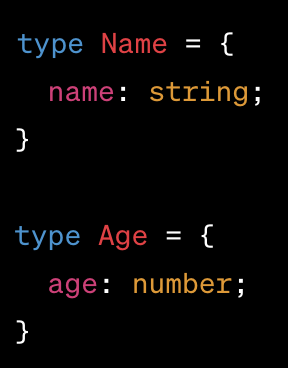 type Name = {
  name: string;
}
type Age = {
  age: number;
}